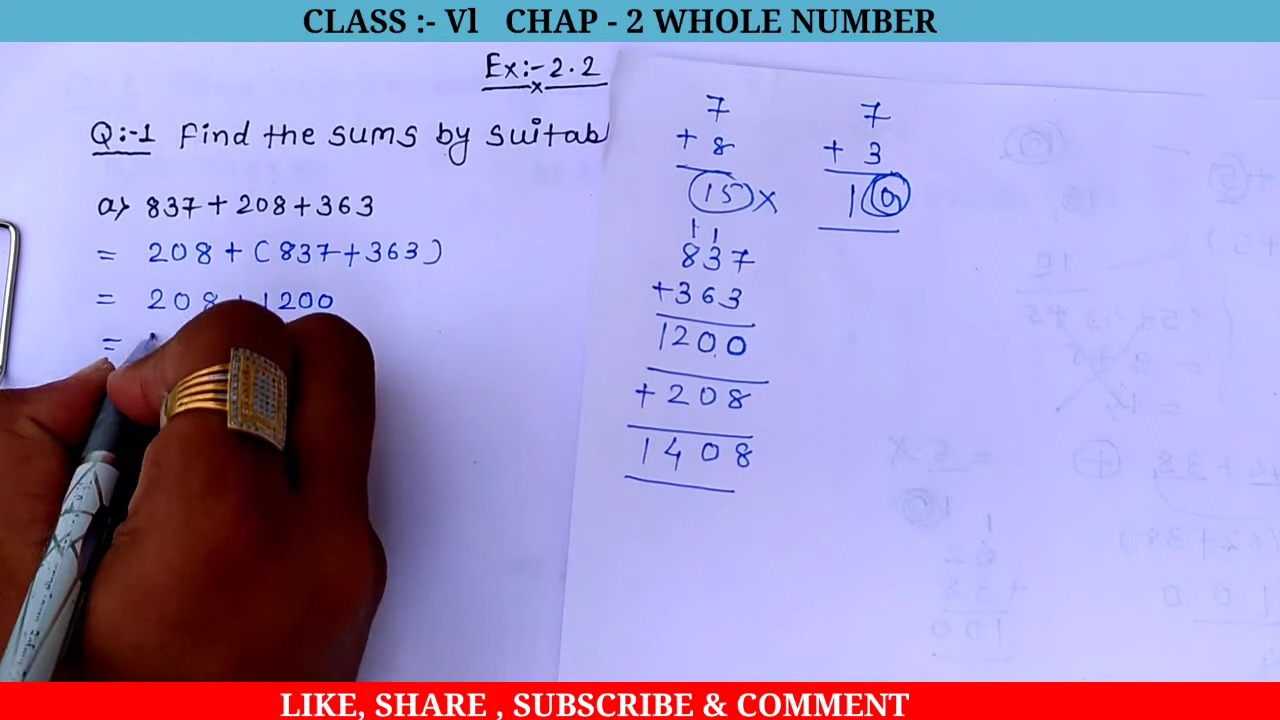 CLASS :- Vl CHAP - 2 WHOLE NUMBER
Ex:-2.2
Q:-1 Find the sums by suitab
a) 837+208+363
= 208+(837+363)
= 208+1200
=
7
+ 8
15 x
7
+ 3
10
11
837
+363
1200
+208
1408
LIKE, SHARE , SUBSCRIBE & COMMENT